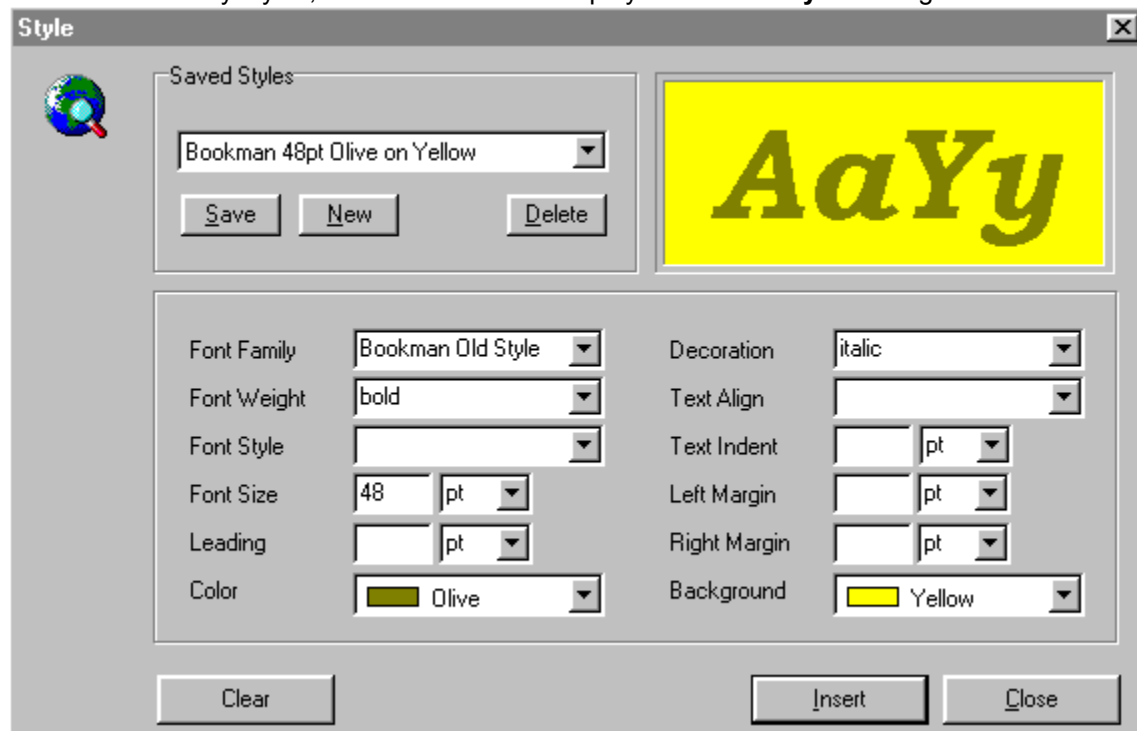 Style
Saved Styles
Bookman 48pt Olive on Yellow
Save New Delete
AaYy
Font Family Bookman Old Style Decoration italic
Font Weight bold Text Align
Font Style Text Indent pt
Font Size 48 pt Left Margin pt
Leading pt Right Margin pt
Color Olive Background Yellow
Clear Insert Close